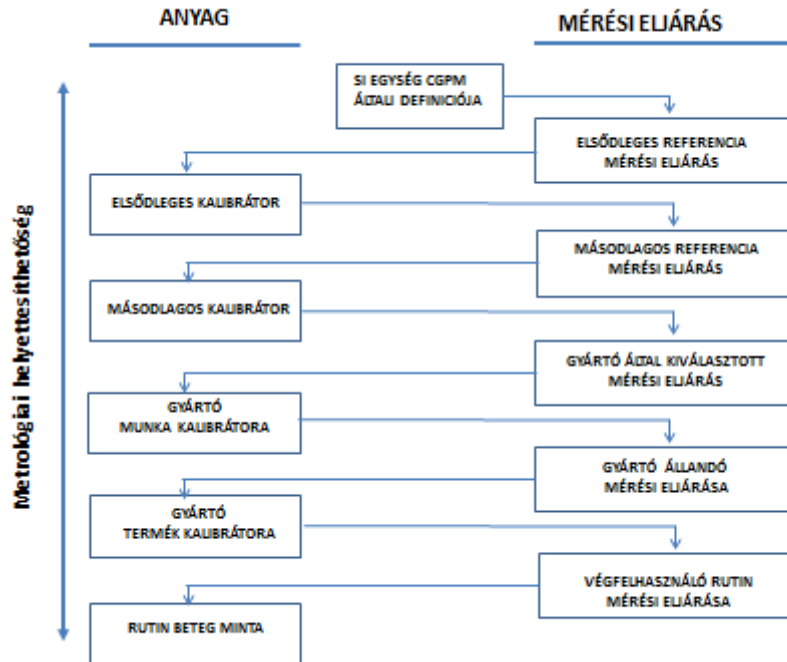 ANYAG
MÉRÉSI ELJÁRÁS
SI EGYSÉG CGPM
ÁLTALI DEFINICIÓJA
ELSŐDLEGES REFERENCIA
MÉRÉSI ELJÁRÁS
ELSŐDLEGES KALIBRÁTOR
MÁSODLAGOS REFERENCIA
MÉRÉSI ELJÁRÁS
MÁSODLAGOS KALIBRÁTOR
GYÁRTÓ ÁLTAL KIVÁLASZTOTT
MÉRÉSI ELJÁRÁS
GYÁRTÓ
MUNKA KALIBRÁTORA
GYÁRTÓ ÁLLANDÓ
MÉRÉSI ELJÁRÁSA
GYÁRTÓ
TERMÉK KALIBRÁTORA
VÉGFELHASZNÁLÓ RUTIN
MÉRÉSI ELJÁRÁSA
RUTIN BETEG MINTA
Metrológiai helyettesíthetőség